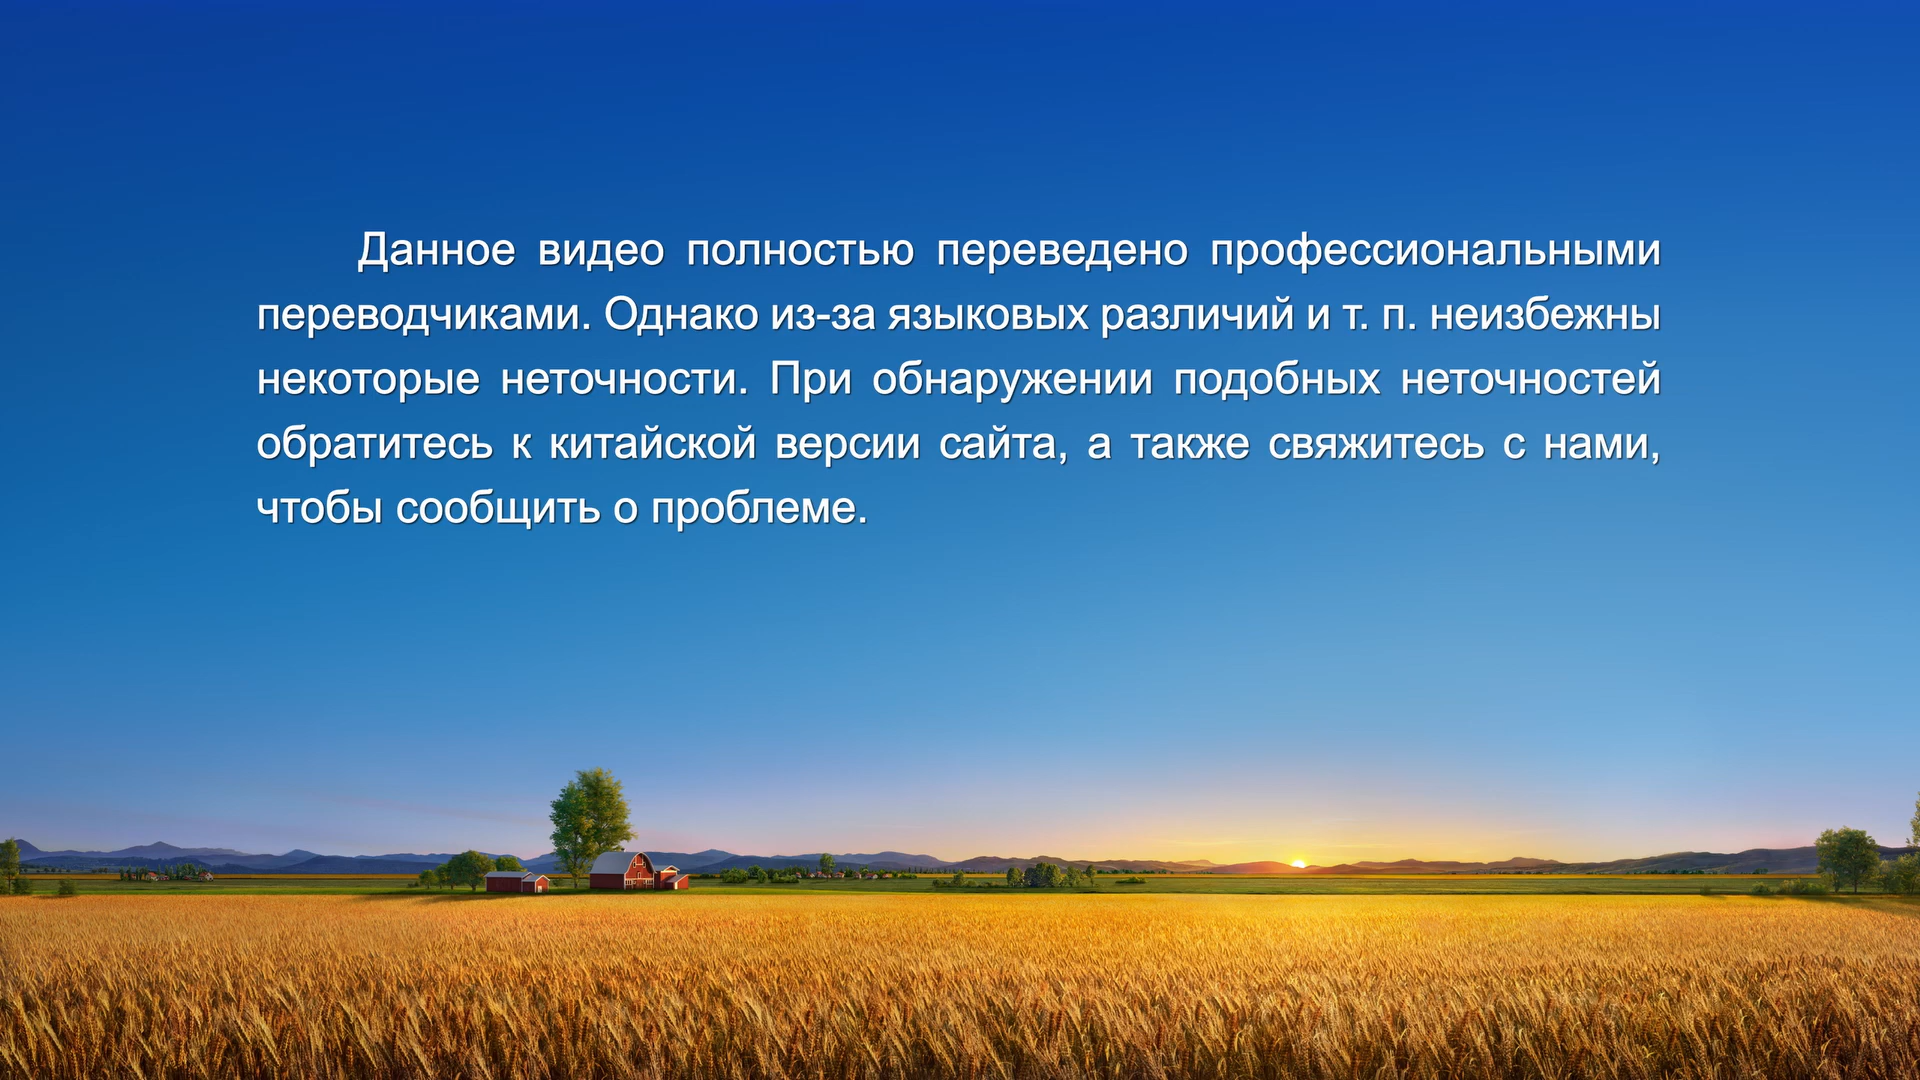 Данное видео полностью переведено профессиональными
переводчиками. Однако из-за языковых различий и т. п. неизбежны
некоторые неточности. При обнаружении подобных неточностей
обратитесь к китайской версии сайта, а также свяжитесь с нами,
чтобы сообщить о проблеме.